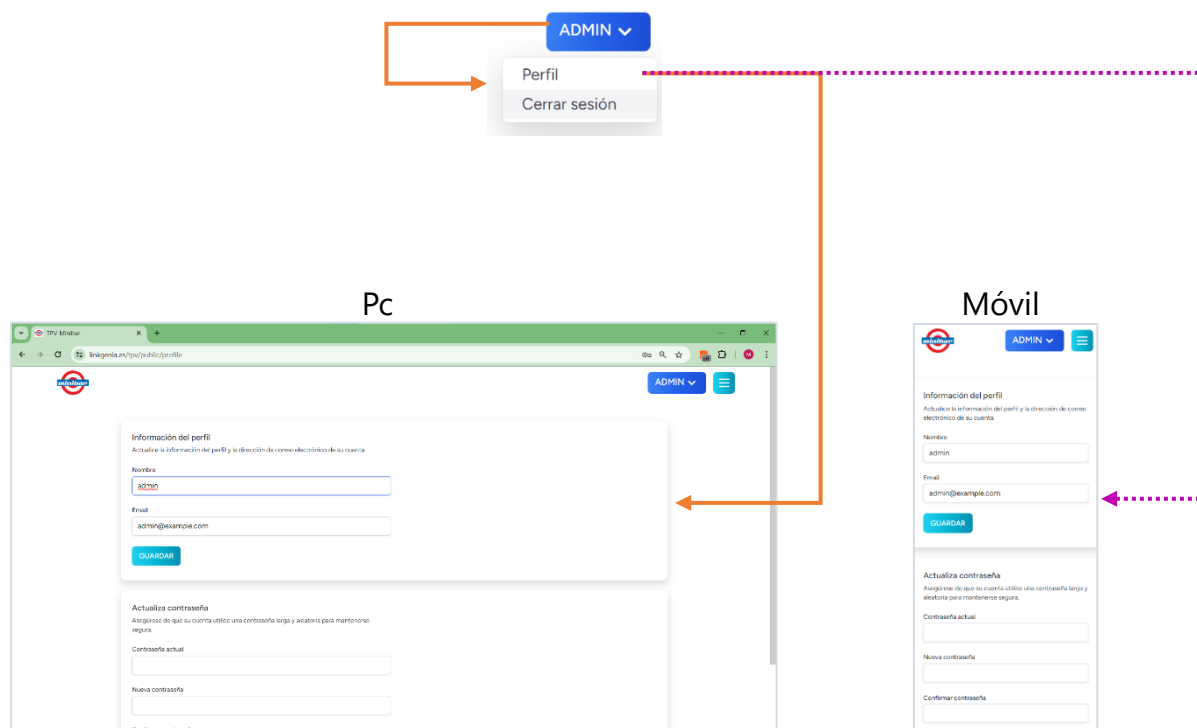 ADMIN
Perfil
Cerrar sesión
Pc
TPV Minibar
linkgenia.es/tpv/public/profile
minibar
ADMIN
Información del perfil
Actualice la información del perfil y la dirección de correo electrónico de su cuenta.
Nombre
admin
Email
admin@example.com
GUARDAR
Actualiza contraseña
Asegúrese de que su cuenta utilice una contraseña larga y aleatoria para mantenerse
segura.
Contraseña actual
Nueva contraseña
Móvil
minibar
ADMIN
Información del perfil
Actualice la información del perfil y la dirección de correo
electrónico de su cuenta.
Nombre
admin
Email
admin@example.com
GUARDAR
Actualiza contraseña
Asegúrese de que su cuenta utilice una contraseña larga y
aleatoria para mantenerse segura.
Contraseña actual
Nueva contraseña
Confirmar contraseña